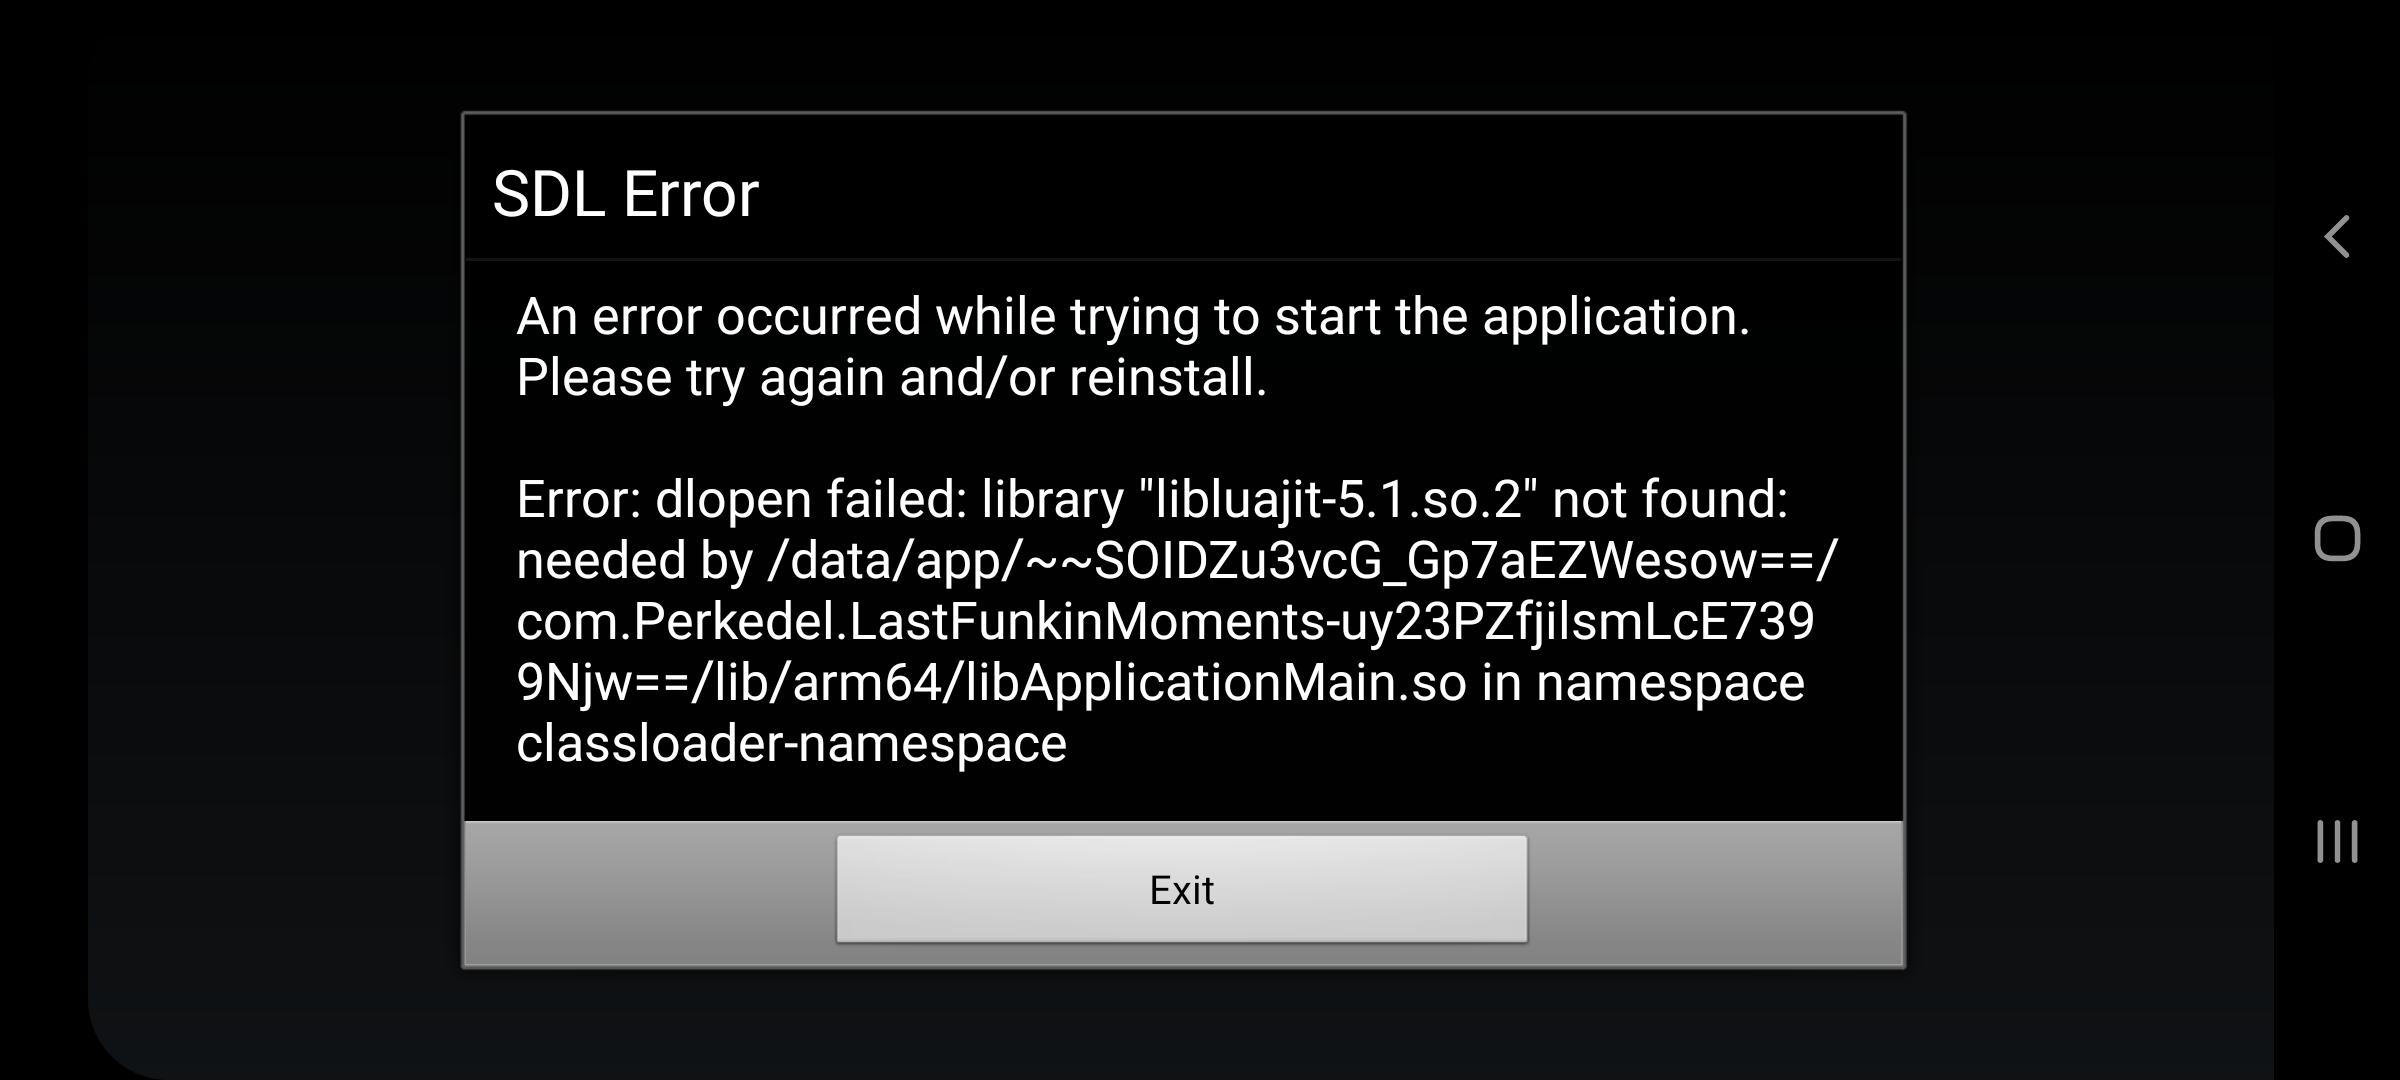 SDL Error
An error occurred while trying to start the application.
Please try again and/or reinstall.
Error: dlopen failed: library "libluajit-5.1.so.2" not found:
needed by /data/app/~~SOIDZu3vcG_Gp7aEZWesow==/
com.Perkedel.LastFunkinMoments-uy23PZfjilsmLcE739
9Njw==/lib/arm64/libApplicationMain.so in namespace
classloader-namespace
Exit